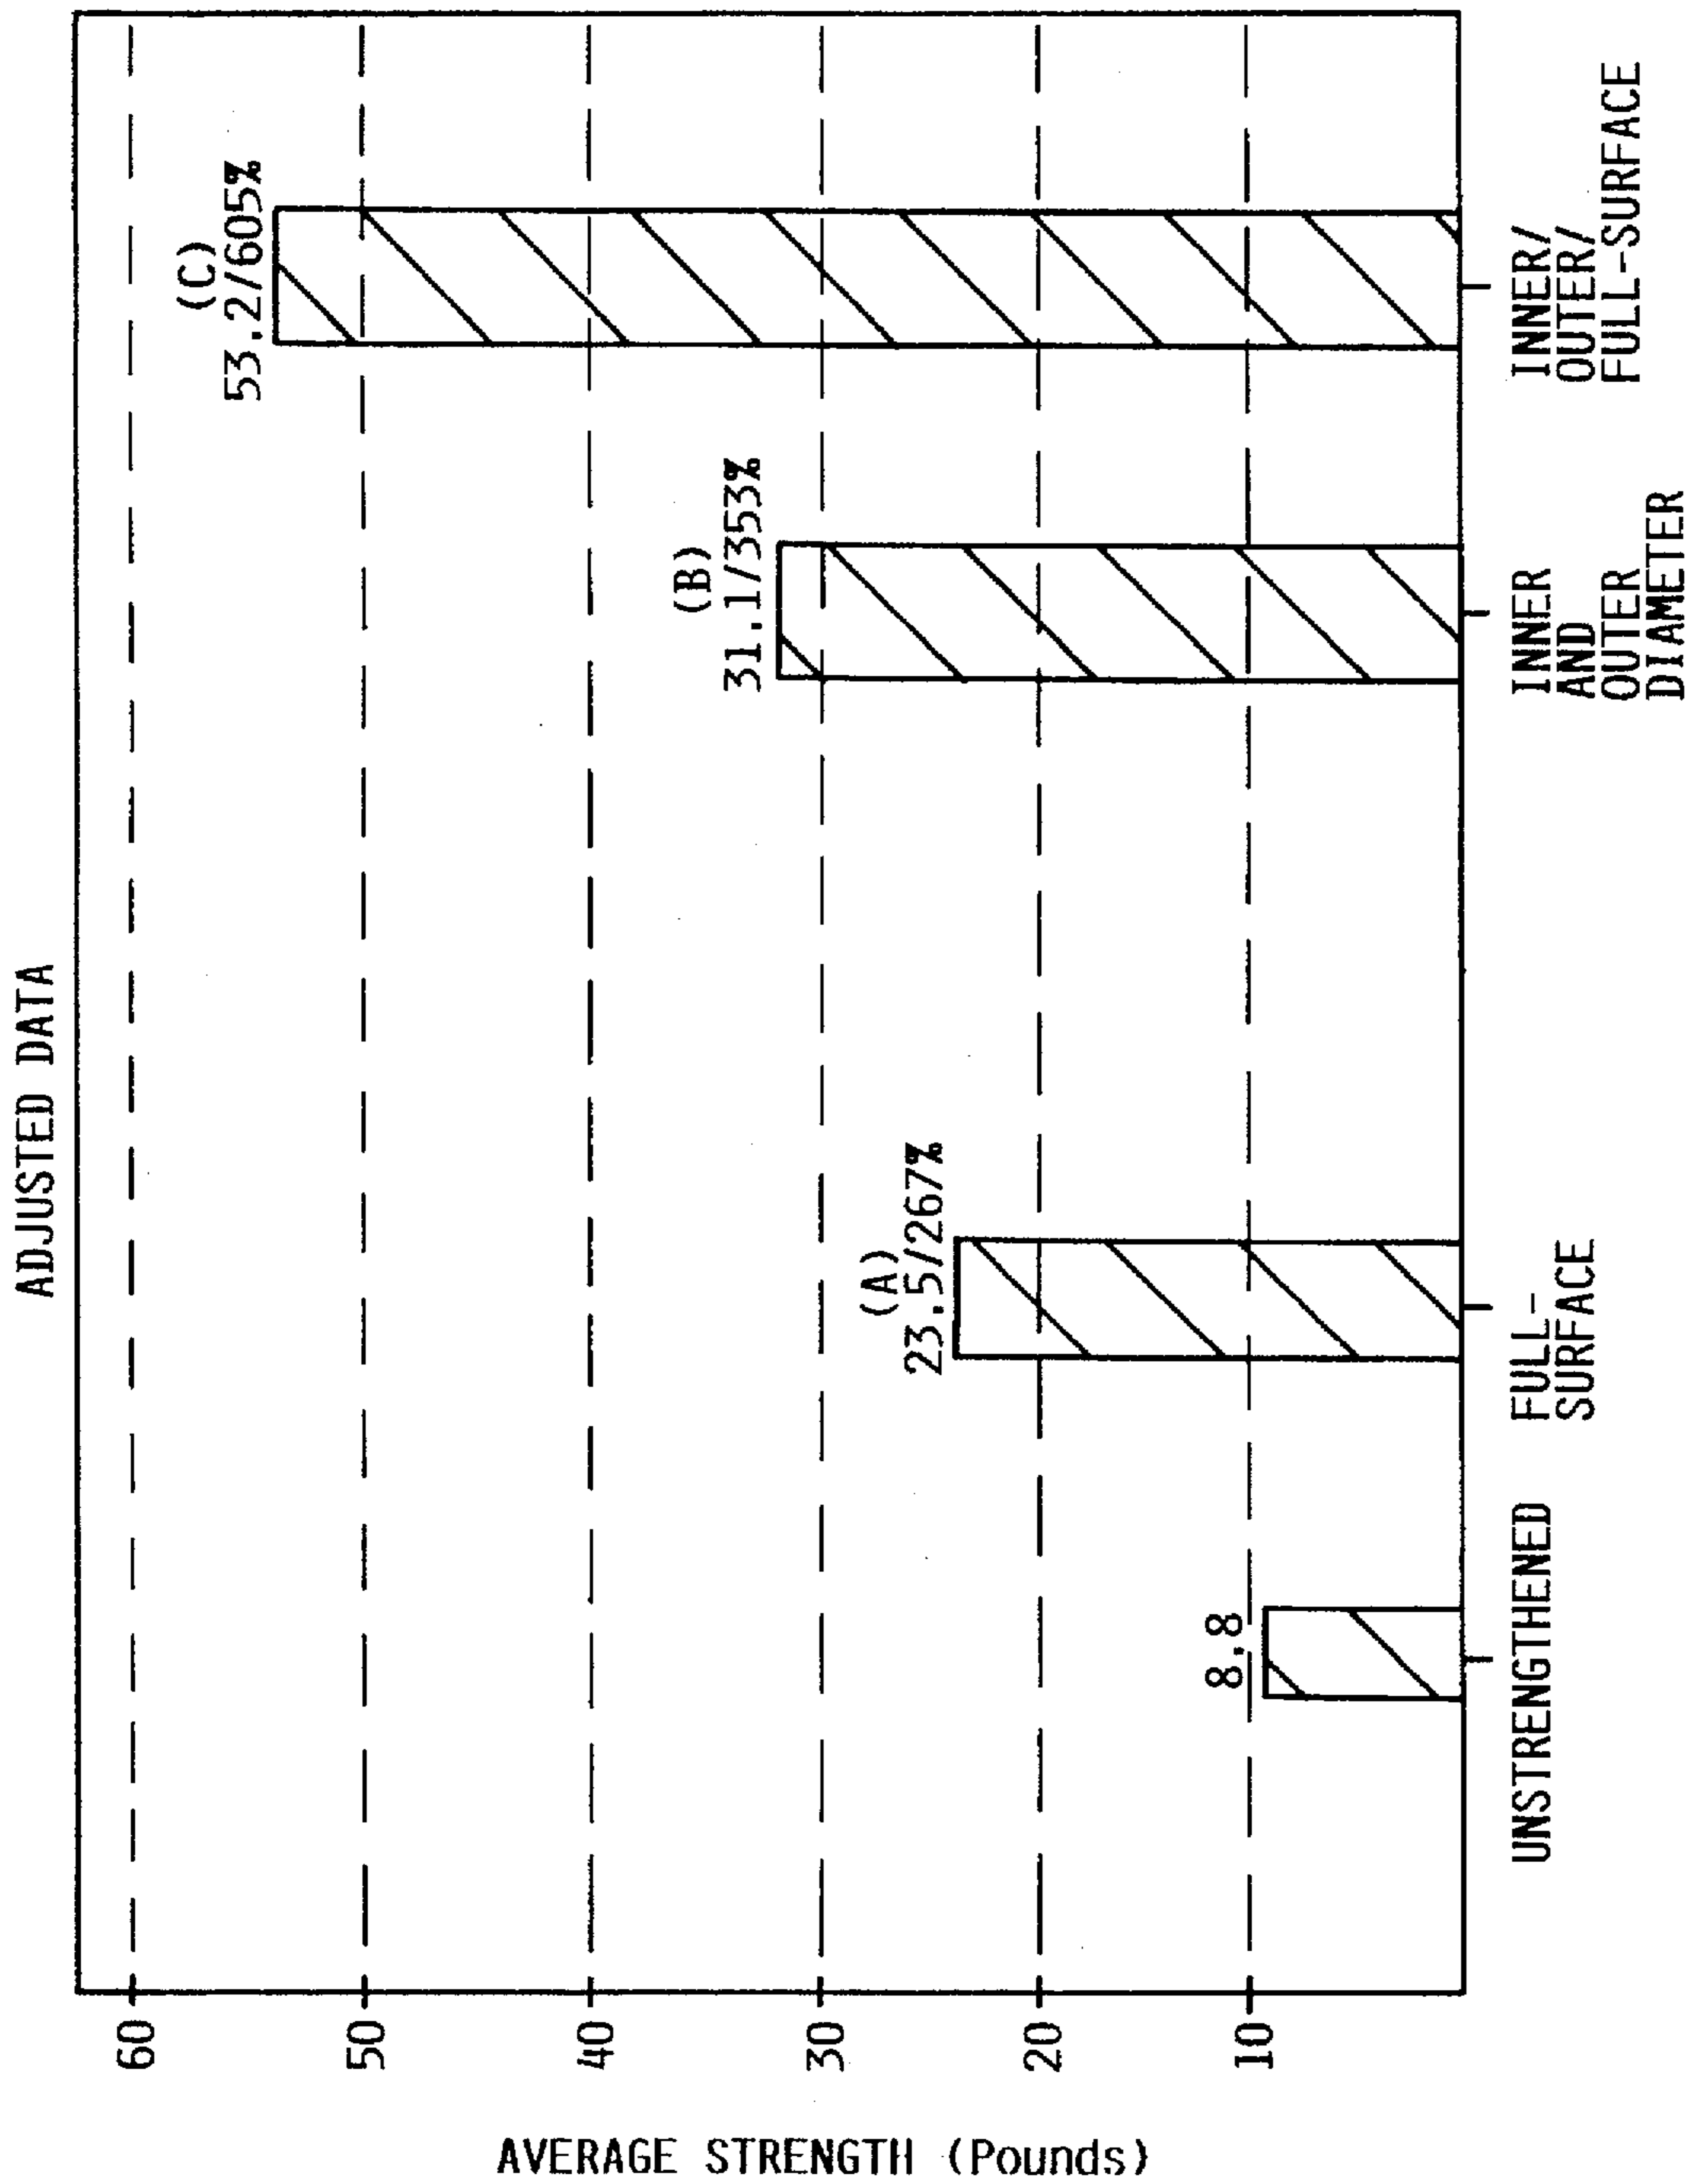 ADJUSTED DATA
60
50
40
30
20
10
AVERAGE STRENGTH (Pounds)
8.8
(A)
23.5/267%
(B)
31.1/353%
(C)
53.2/605%
UNSTRENGTHENED
FULL-
SURFACE
INNER
AND
OUTER
DIAMETER
INNER/
OUTER/
FULL-SURFACE